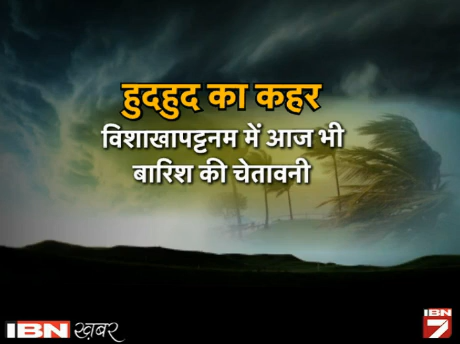 हुदहुद का कहर
विशाखापट्टनम में आज भी
बारिश की चेतावनी
IBN ख़बर
IBN
7